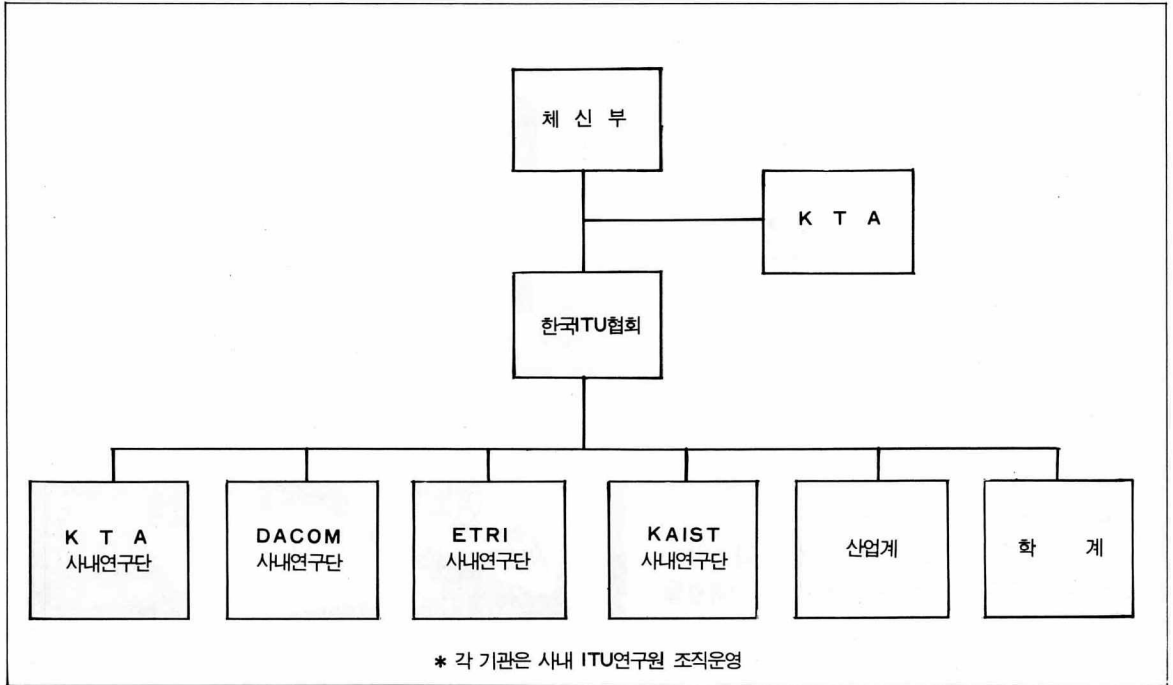 체 신 부
K T A
한국ITU협회
K T A
사내연구단
DACOM
사내연구단
ETRI
사내연구단
KAIST
사내연구단
산업계
학 계
* 각 기관은 사내 ITU연구원 조직운영